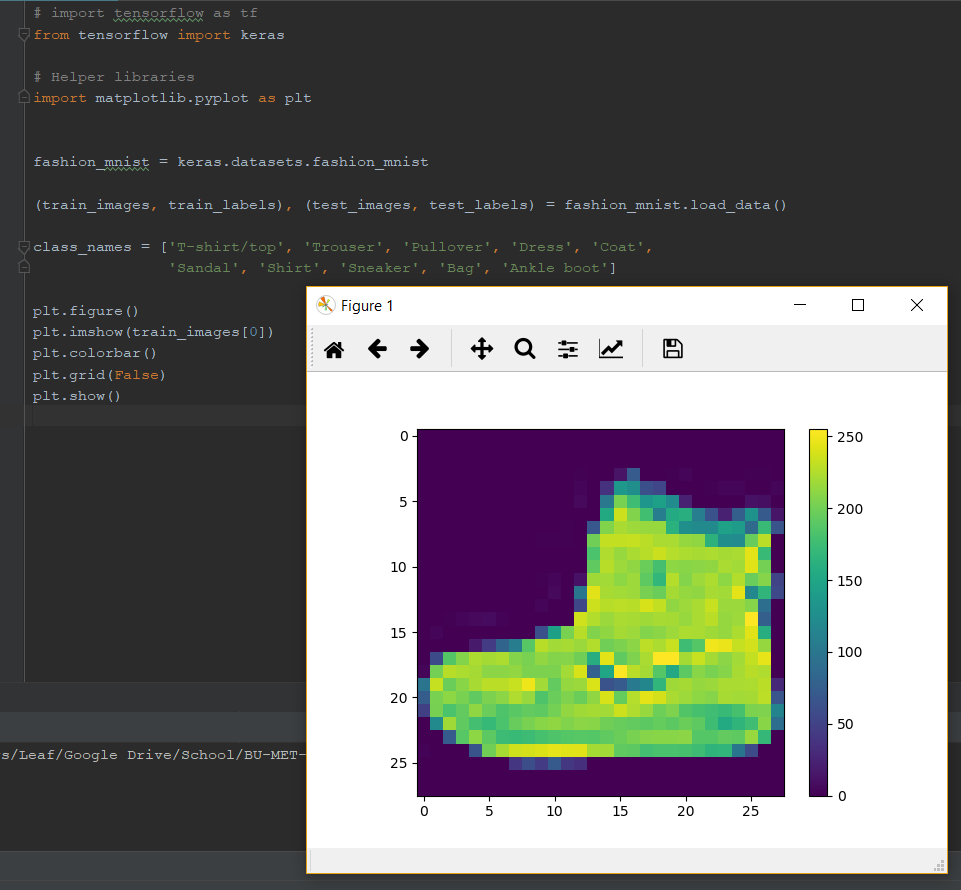 # import tensorflow as tf
from tensorflow import keras
# Helper libraries
import matplotlib.pyplot as plt
fashion_mnist = keras.datasets.fashion_mnist
(train_images, train_labels), (test_images, test_labels) = fashion_mnist.load_data()
class_names = ['T-shirt/top', 'Trouser', 'Pullover', 'Dress', 'Coat',
'Sandal', 'Shirt', 'Sneaker', 'Bag', 'Ankle boot']
plt.figure()
plt.imshow(train_images[0])
plt.colorbar()
plt.grid(False)
plt.show()
s/Leaf/Google Drive/School/BU-MET-
Figure 1
0
5
10
15
20
25
0 5 10 15 20 25
250
200
150
100
50
0